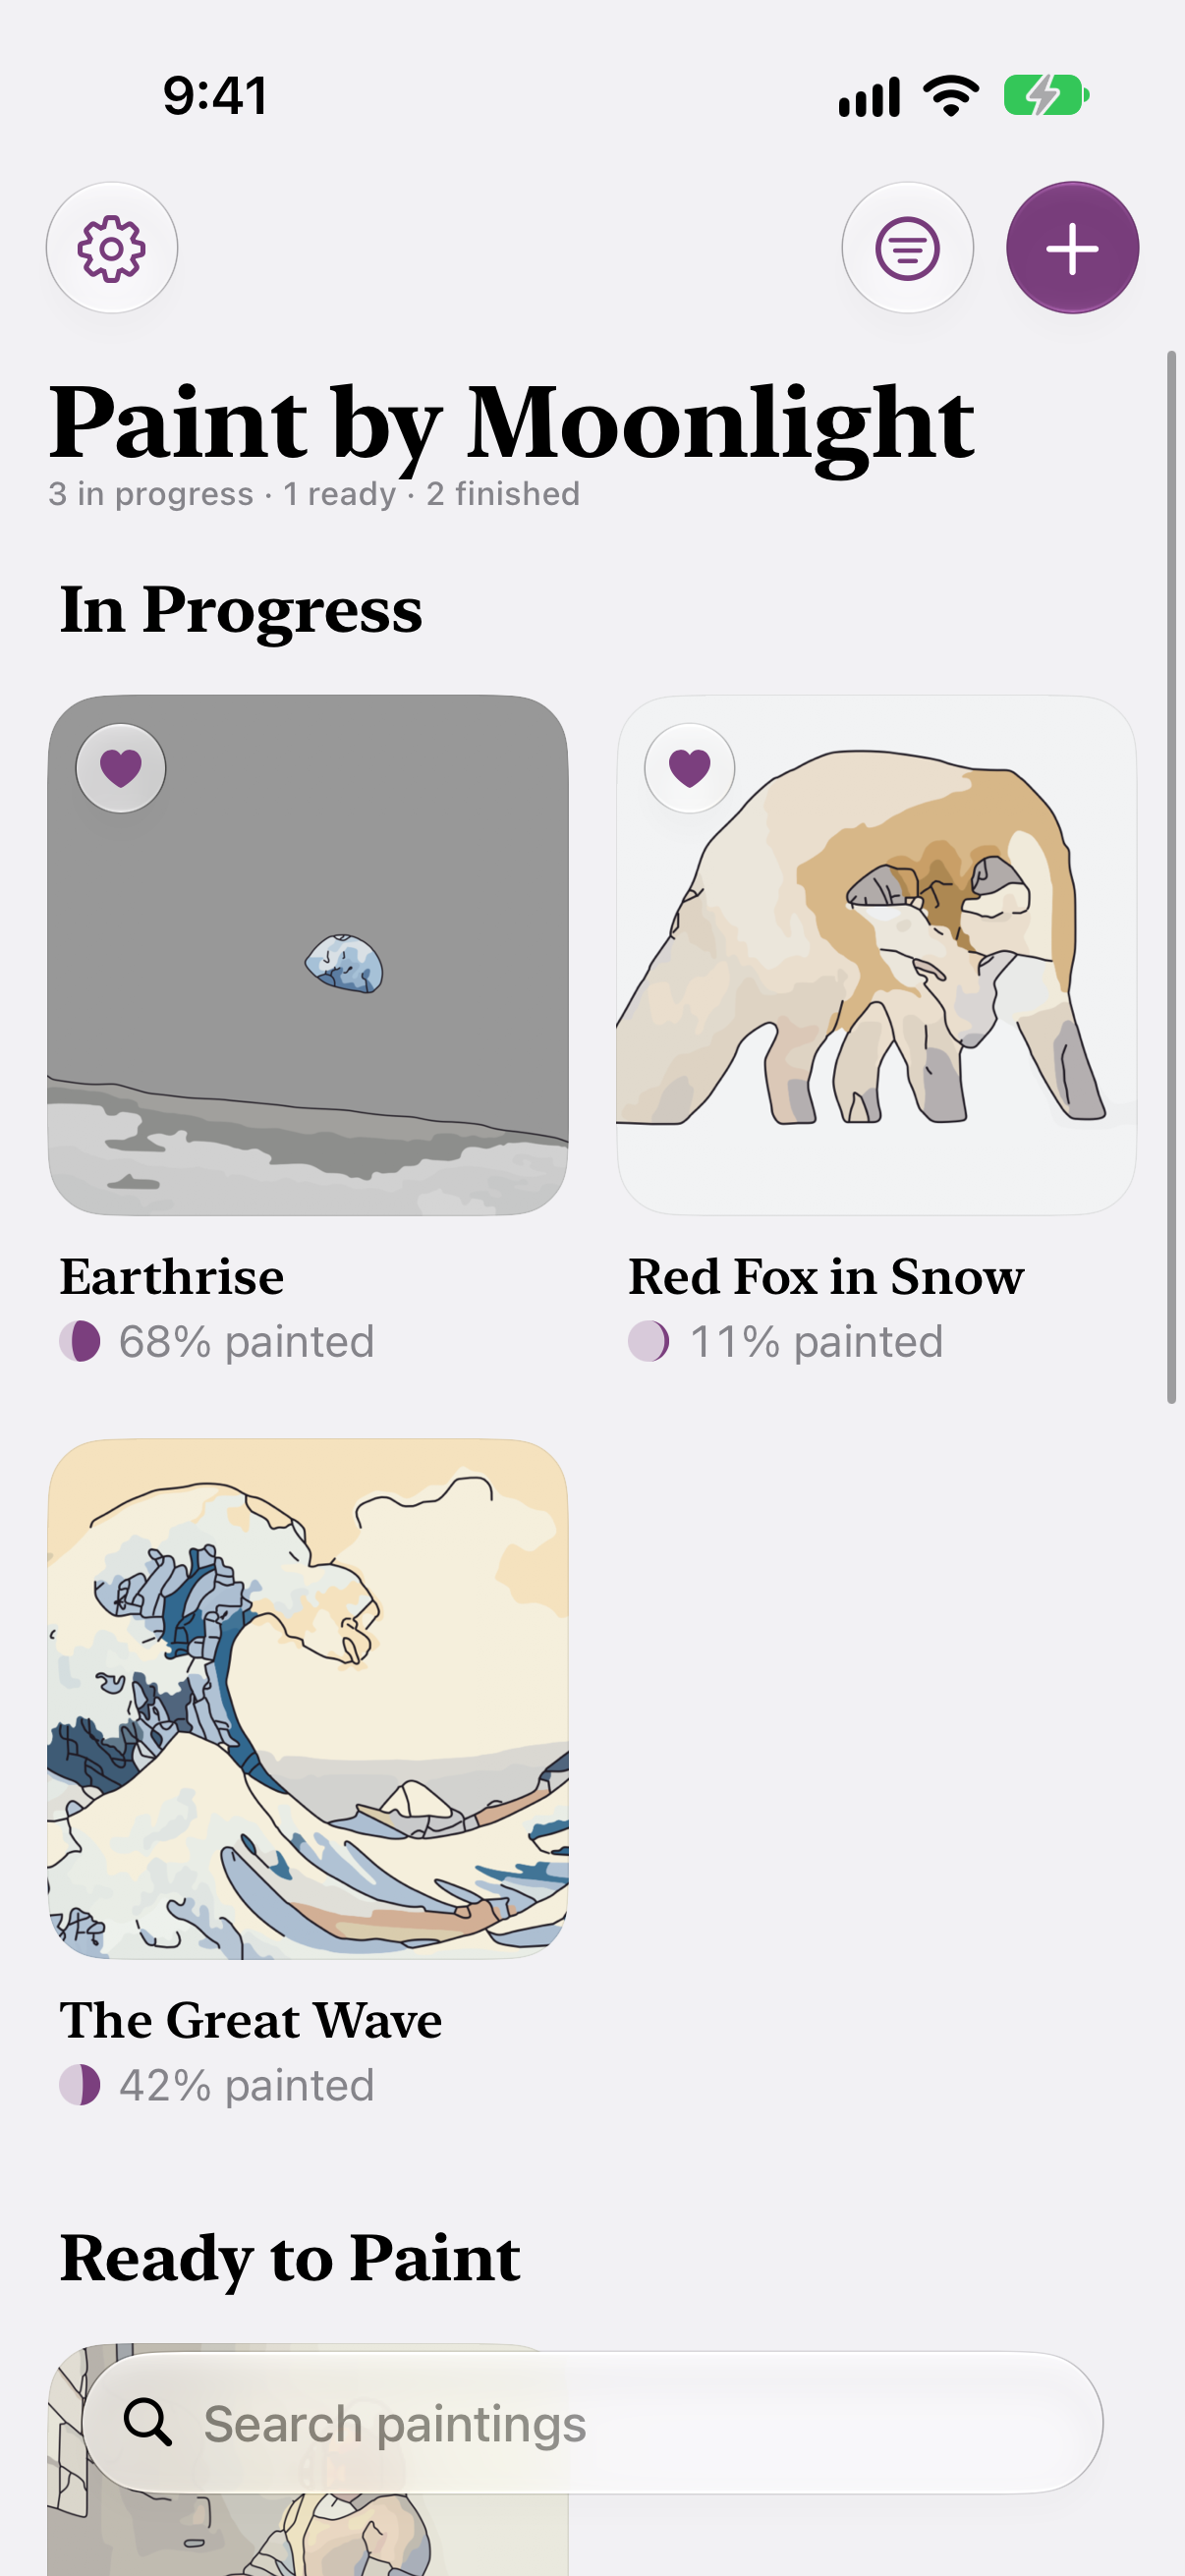 9:41
Paint by Moonlight
3 in progress · 1 ready · 2 finished
In Progress
Earthrise
68% painted
Red Fox in Snow
11% painted
The Great Wave
42% painted
Ready to Paint
Search paintings